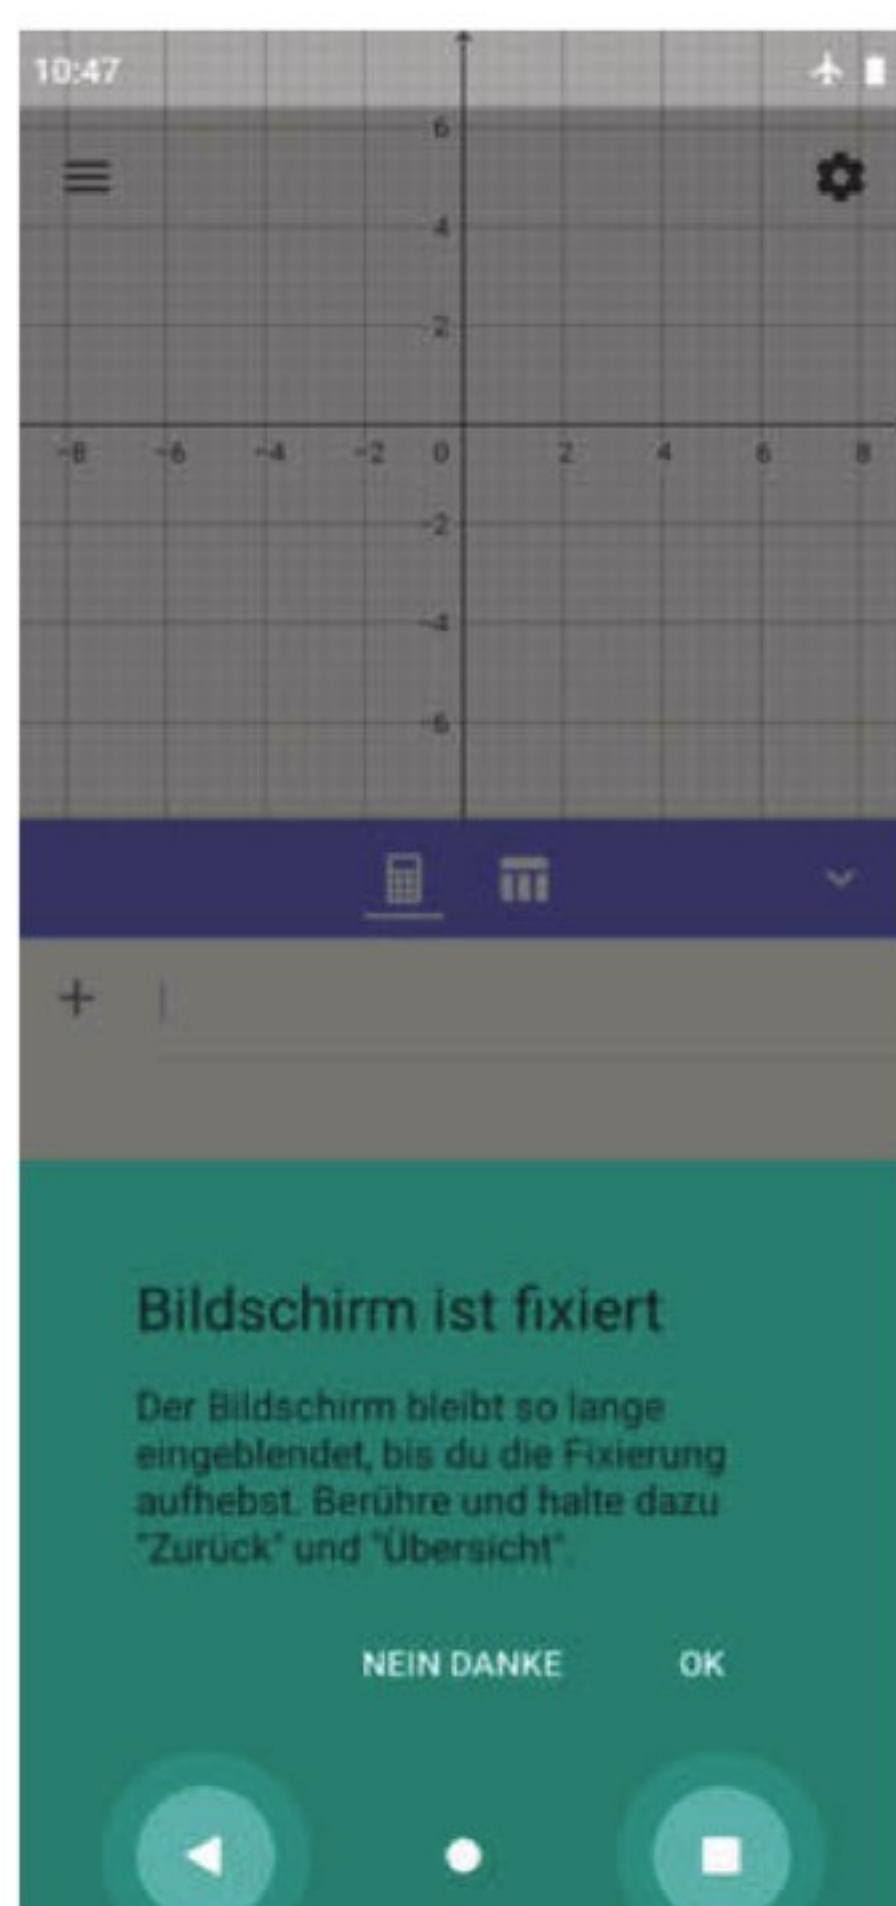 10:47
6
4
2
-8 -6 -4 -2 0 2 4 6 8
-2
-4
-6
+
Bildschirm ist fixiert
Der Bildschirm bleibt so lange
eingeblendet, bis du die Fixierung
aufhebst. Berühre und halte dazu
"Zurück" und "Übersicht".
NEIN DANKE OK